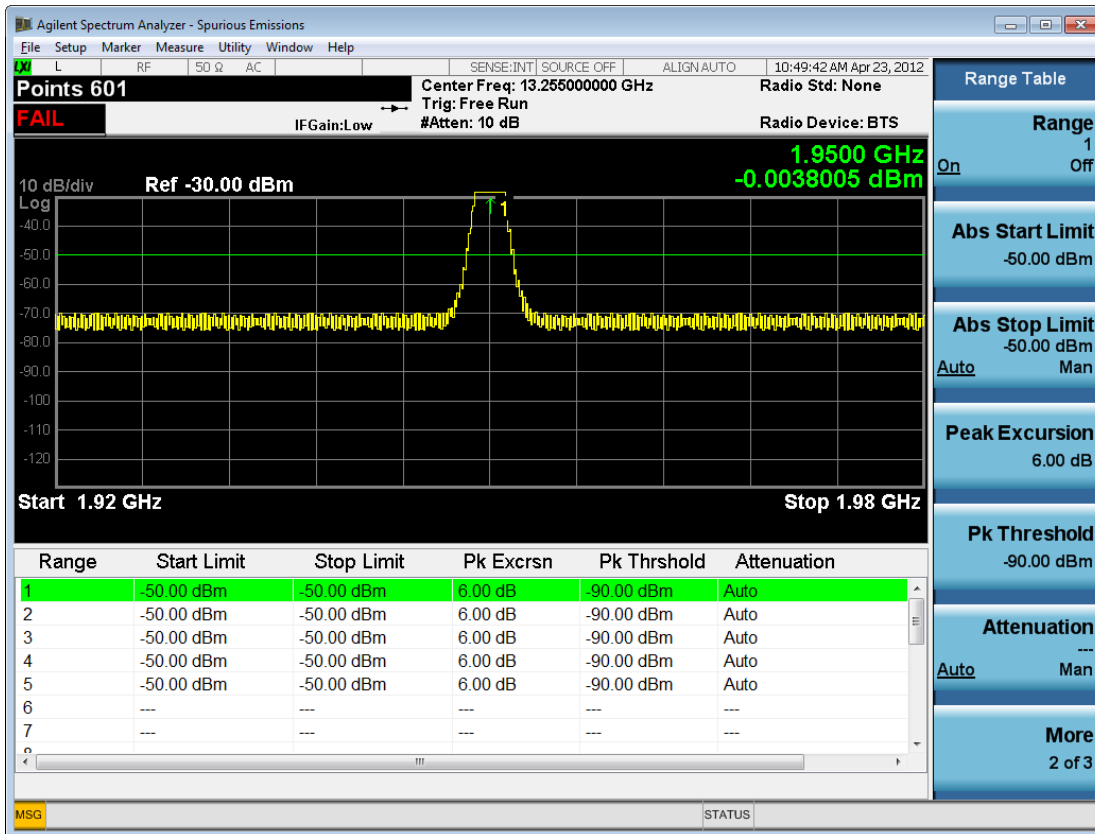 Agilent Spectrum Analyzer - Spurious Emissions
File Setup Marker Measure Utility Window Help
LXI L RF 50 Ω AC SENSE:INT SOURCE OFF ALIGN AUTO 10:49:42 AM Apr 23, 2012
Points 601
Center Freq: 13.255000000 GHz
Radio Std: None
Trig: Free Run
FAIL
IFGain:Low
#Atten: 10 dB
Radio Device: BTS
1.9500 GHz
-0.0038005 dBm
10 dB/div Ref -30.00 dBm
Log
1
-40.0
-50.0
-60.0
-70.0
-80.0
-90.0
-100
-110
-120
Start 1.92 GHz Stop 1.98 GHz
Range Start Limit Stop Limit Pk Excrsn Pk Thrshold Attenuation
1 -50.00 dBm -50.00 dBm 6.00 dB -90.00 dBm Auto
2 -50.00 dBm -50.00 dBm 6.00 dB -90.00 dBm Auto
3 -50.00 dBm -50.00 dBm 6.00 dB -90.00 dBm Auto
4 -50.00 dBm -50.00 dBm 6.00 dB -90.00 dBm Auto
5 -50.00 dBm -50.00 dBm 6.00 dB -90.00 dBm Auto
6 --- --- --- --- ---
7 --- --- --- --- ---
MSG STATUS
Range Table
Range
1
On Off
Abs Start Limit
-50.00 dBm
Abs Stop Limit
-50.00 dBm
Auto Man
Peak Excursion
6.00 dB
Pk Threshold
-90.00 dBm
Attenuation
---
Auto Man
More
2 of 3